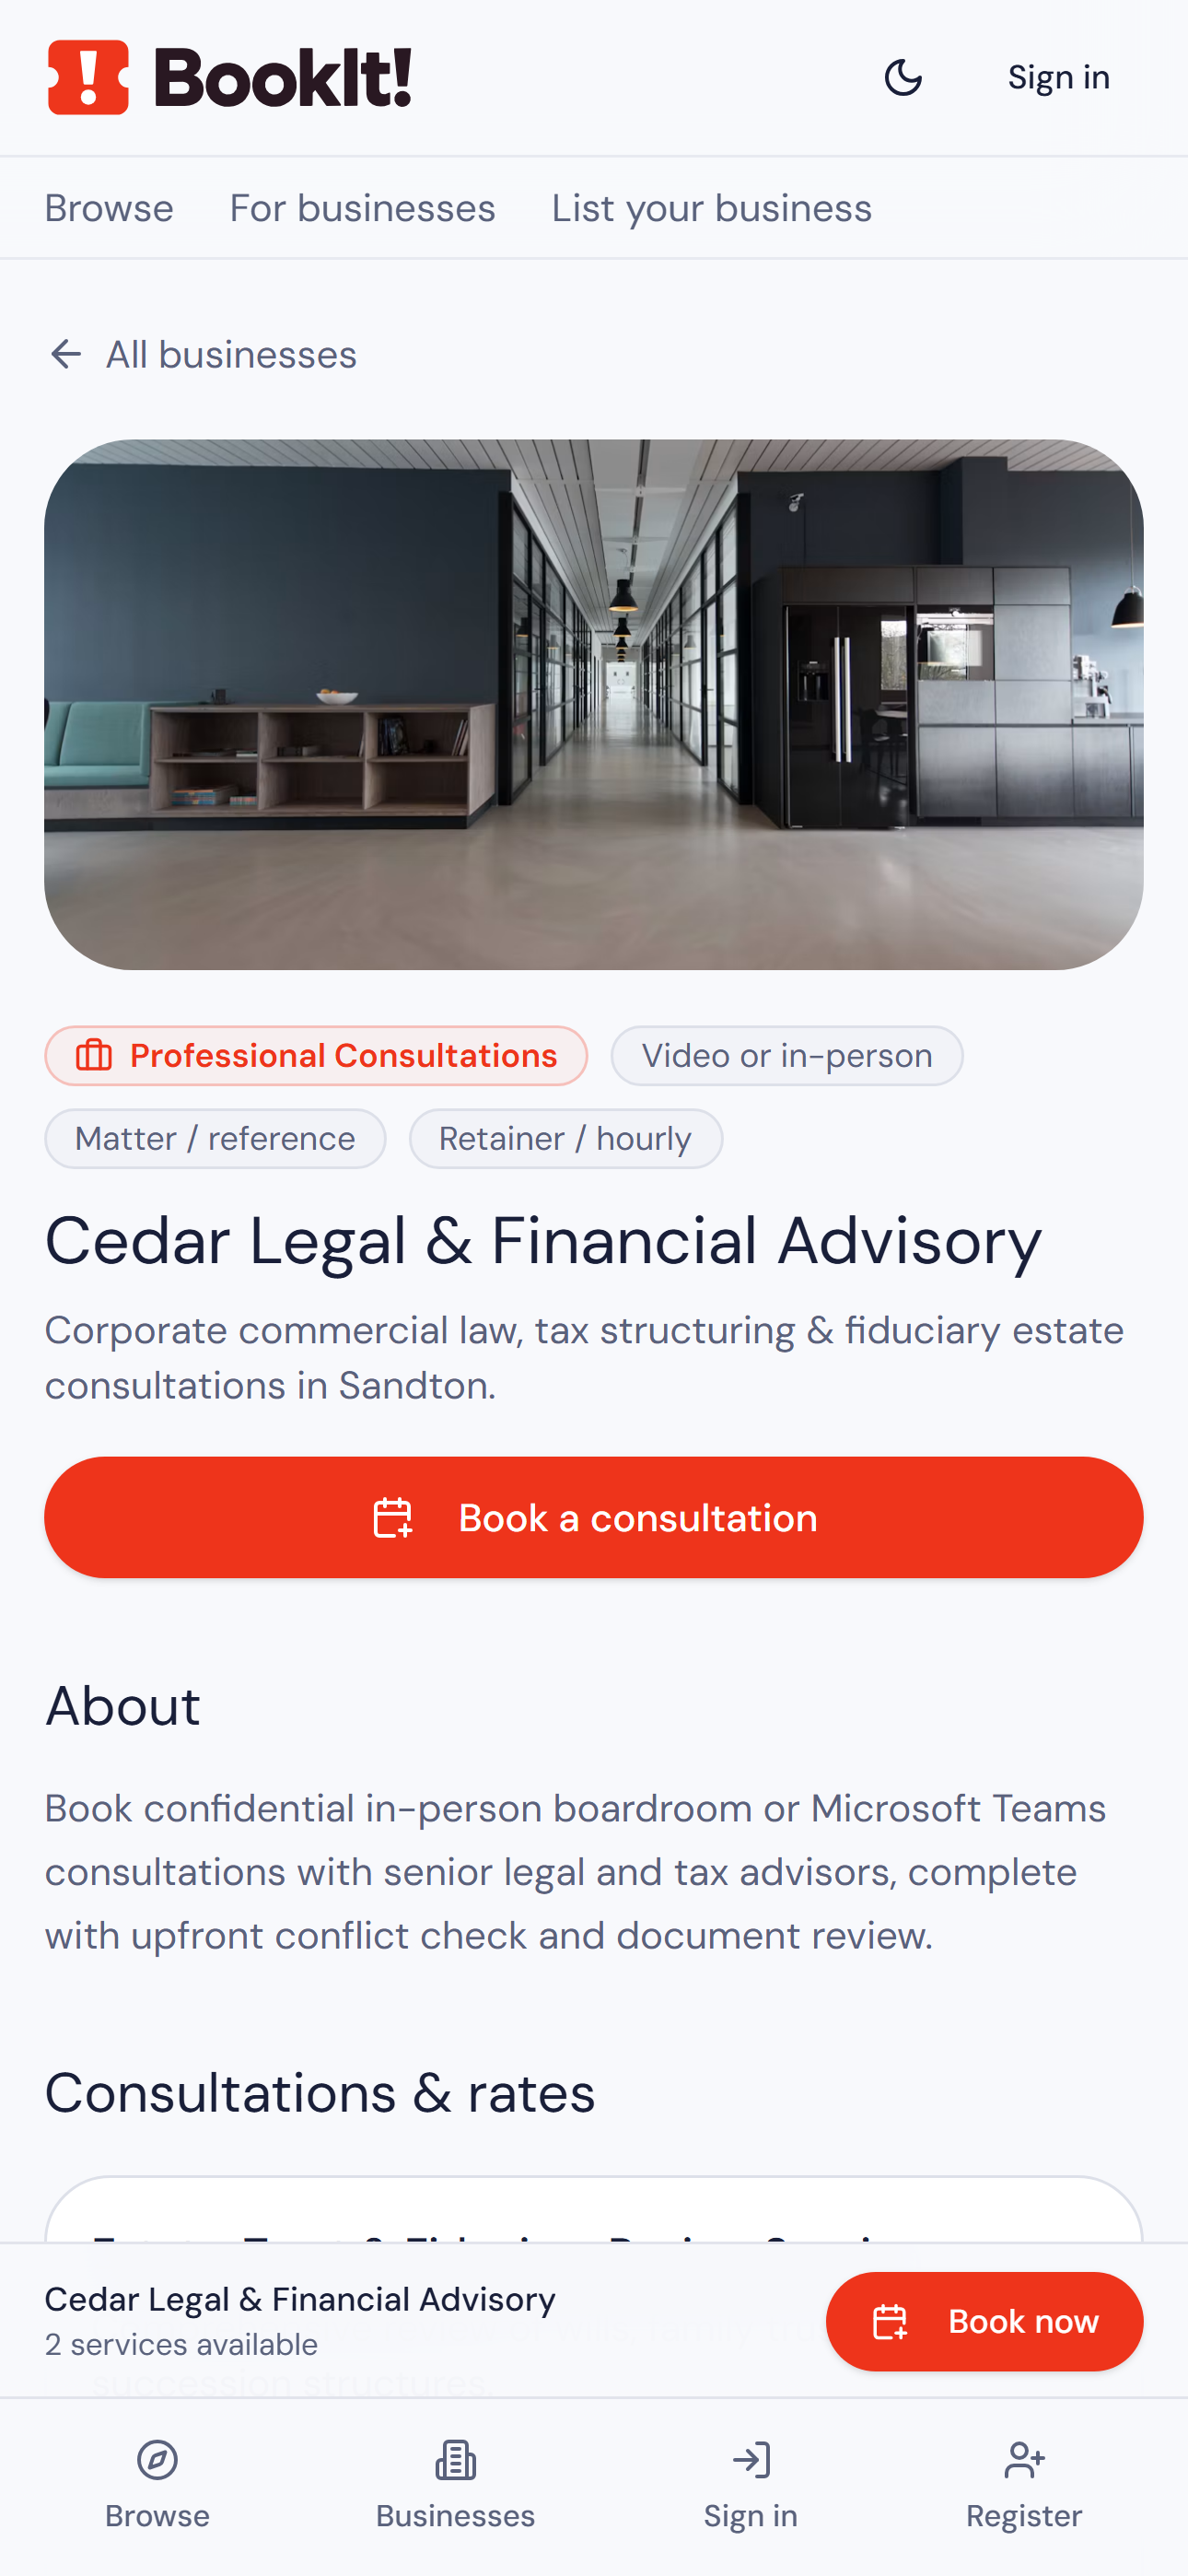 BookIt!
Sign in
Browse
For businesses
List your business
All businesses
Professional Consultations
Video or in-person
Matter / reference
Retainer / hourly
Cedar Legal & Financial Advisory
Corporate commercial law, tax structuring & fiduciary estate
consultations in Sandton.
Book a consultation
About
Book confidential in-person boardroom or Microsoft Teams
consultations with senior legal and tax advisors, complete
with upfront conflict check and document review.
Consultations & rates
Cedar Legal & Financial Advisory
2 services available
Book now
succession structures.
Browse
Businesses
Sign in
Register